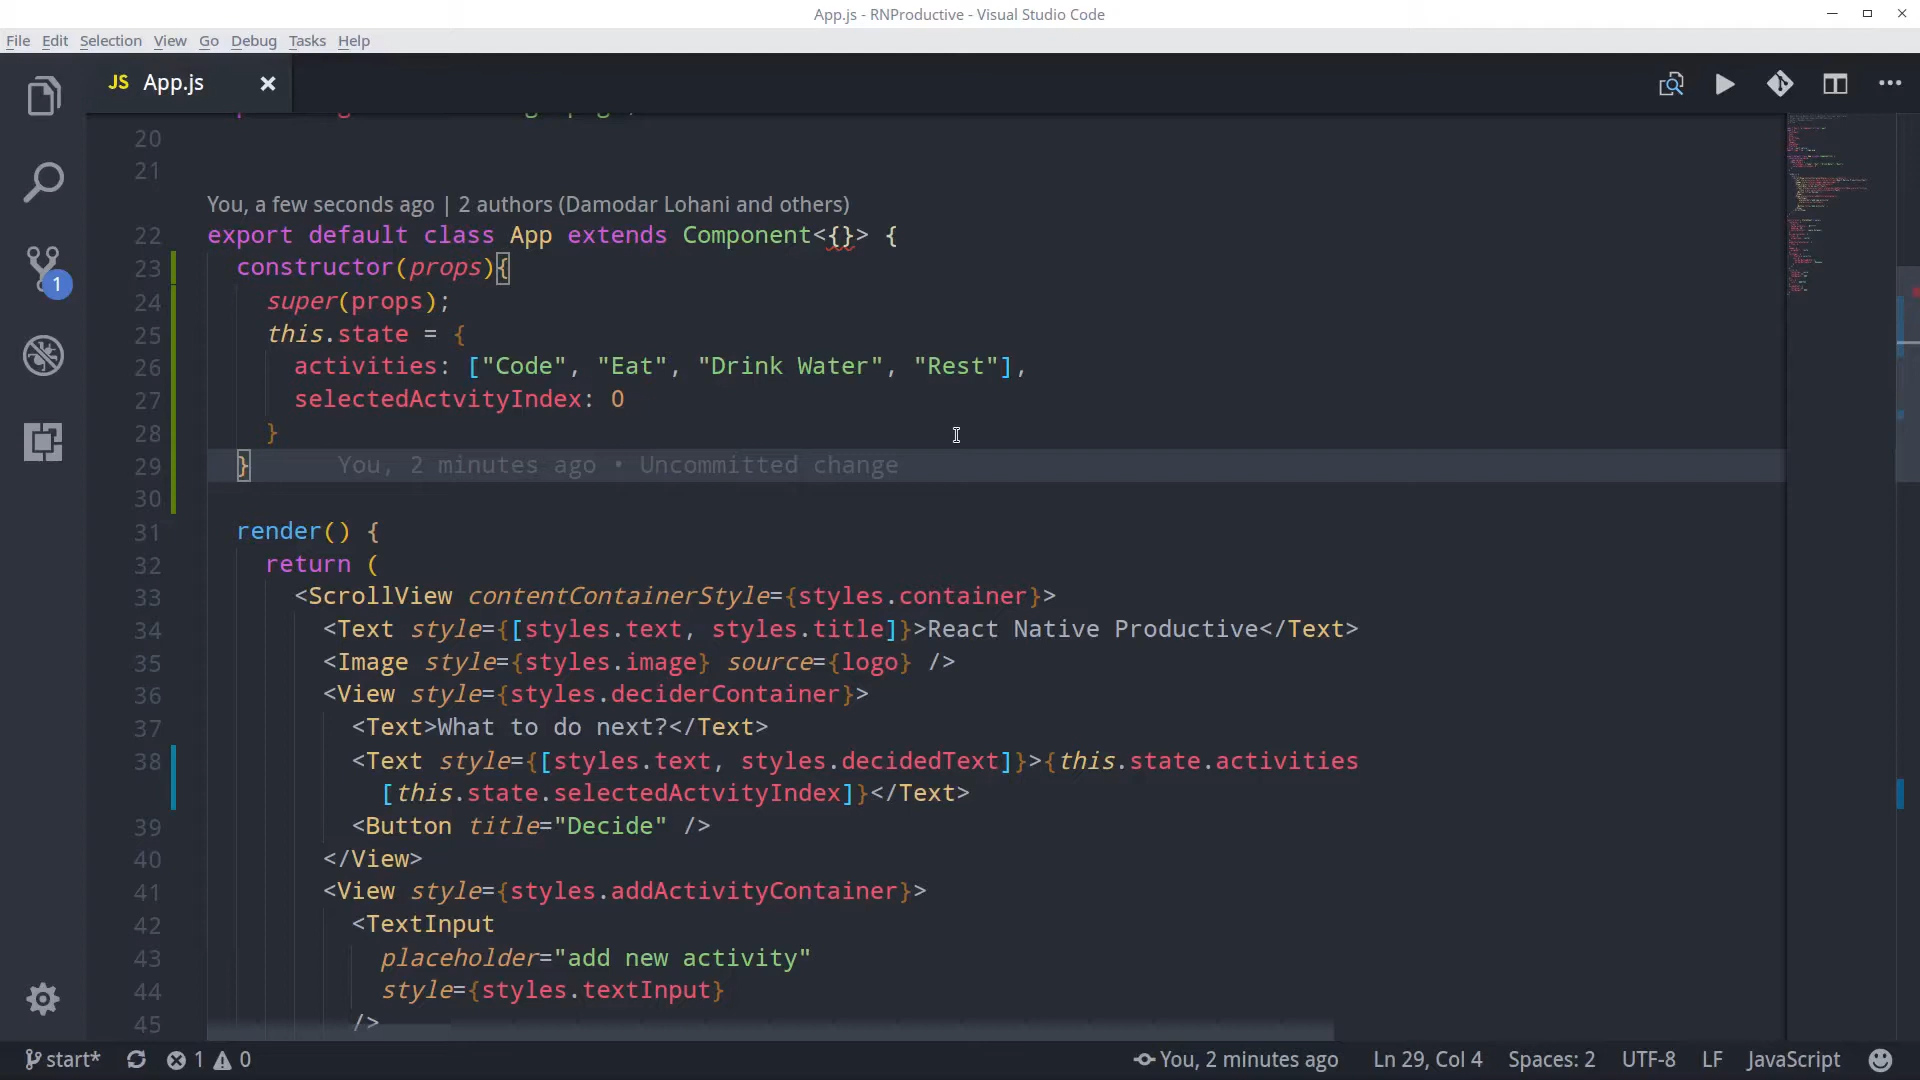 App.js - RNProductive - Visual Studio Code
File Edit Selection View Go Debug Tasks Help
JS App.js
20
21
You, a few seconds ago | 2 authors (Damodar Lohani and others)
22 export default class App extends Component<{}> {
23 constructor(props){
24 super(props);
25 this.state = {
26 activities: ["Code", "Eat", "Drink Water", "Rest"],
27 selectedActvityIndex: 0
28 }
29 } You, 2 minutes ago • Uncommitted change
30
31 render() {
32 return (
33 <ScrollView contentContainerStyle={styles.container}>
34 <Text style={[styles.text, styles.title]}>React Native Productive</Text>
35 <Image style={styles.image} source={logo} />
36 <View style={styles.deciderContainer}>
37 <Text>What to do next?</Text>
38 <Text style={[styles.text, styles.decidedText]}>{this.state.activities
[this.state.selectedActvityIndex]}</Text>
39 <Button title="Decide" />
40 </View>
41 <View style={styles.addActivityContainer}>
42 <TextInput
43 placeholder="add new activity"
44 style={styles.textInput}
45 />
1
start* 1 0 You, 2 minutes ago Ln 29, Col 4 Spaces: 2 UTF-8 LF JavaScript